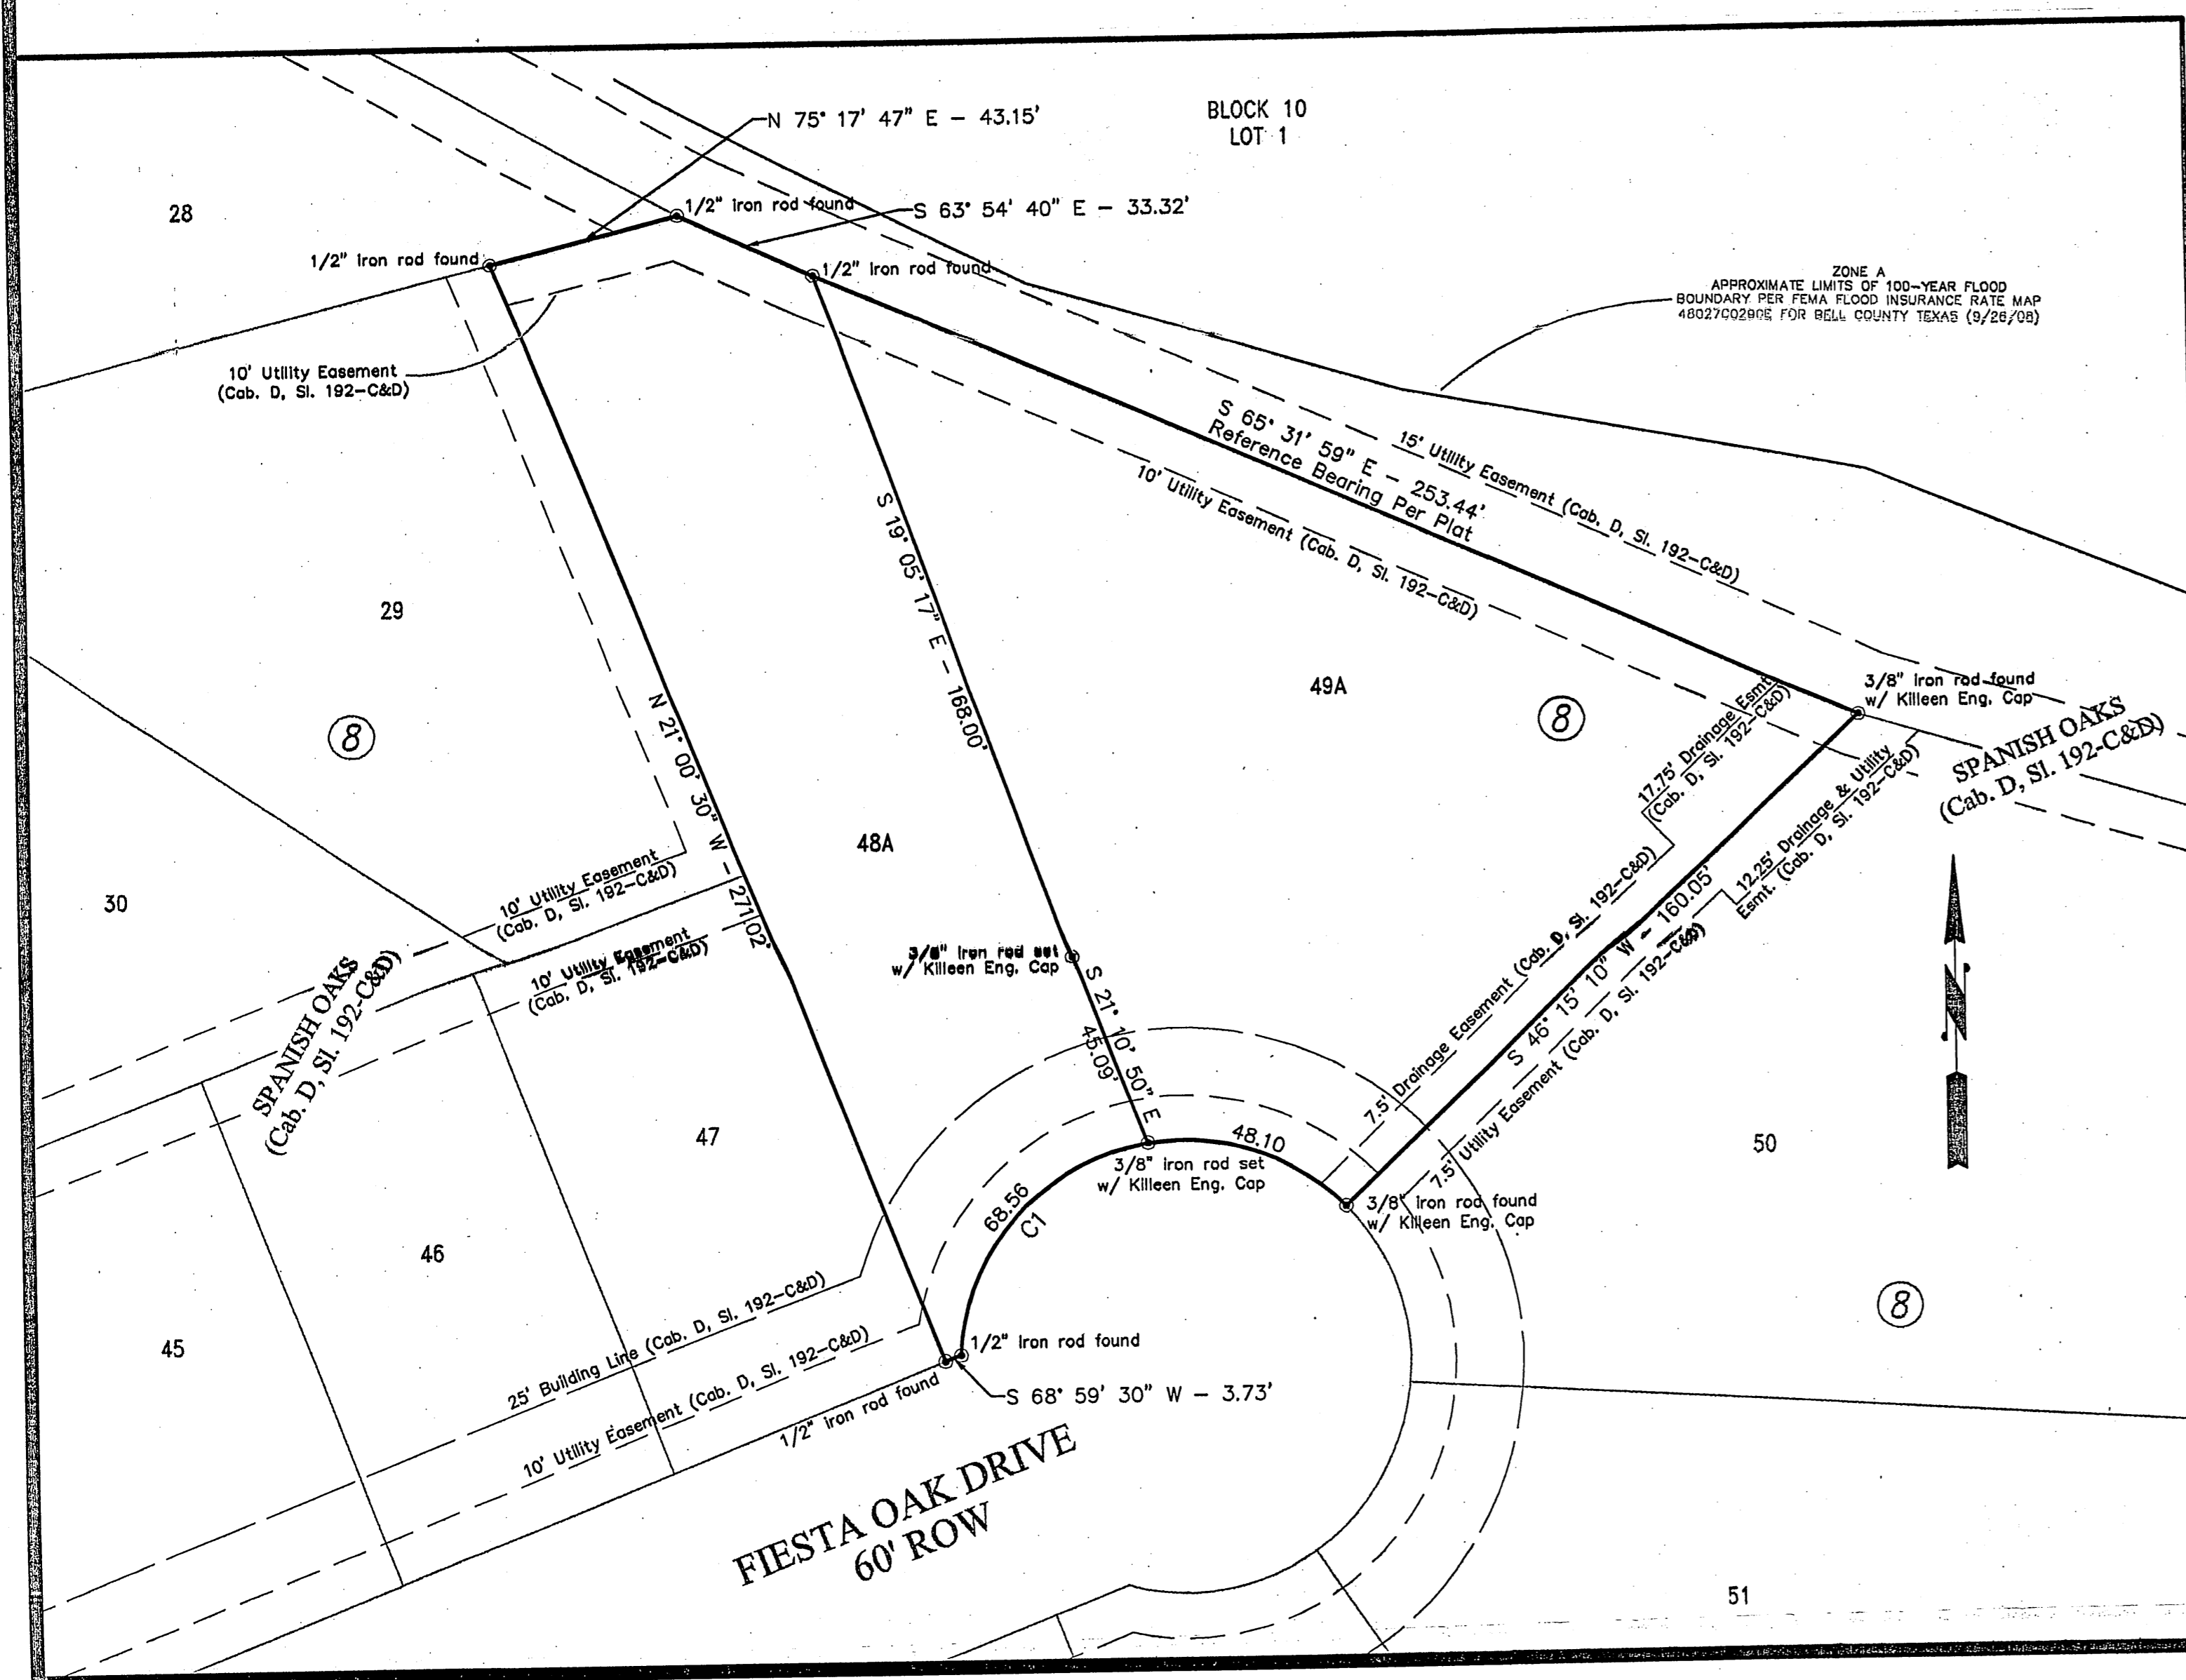 N 75° 17' 47" E – 43.15'
BLOCK 10
LOT 1
28
1/2" iron rod found
S 63° 54' 40" E – 33.32'
1/2" iron rod found
1/2" iron rod found
ZONE A
APPROXIMATE LIMITS OF 100-YEAR FLOOD
BOUNDARY PER FEMA FLOOD INSURANCE RATE MAP
48027C0290E FOR BELL COUNTY TEXAS (9/26/08)
10' Utility Easement
(Cab. D, Sl. 192-C&D)
S 65° 31' 59" E – 253.44'
Reference Bearing Per Plat
15' Utility Easement (Cab. D, Sl. 192-C&D)
10' Utility Easement (Cab. D, Sl. 192-C&D)
S 19° 05' 17" E – 168.00'
29
49A
8
8
N 21° 00' 30" W – 271.02'
3/8" iron rod found
w/ Killeen Eng. Cap
17.75' Drainage Esmt.
(Cab. D, Sl. 192-C&D)
SPANISH OAKS
(Cab. D, Sl. 192-C&D)
12.25' Drainage & Utility
Esmt. (Cab. D, Sl. 192-C&D)
48A
30
10' Utility Easement
(Cab. D, Sl. 192-C&D)
10' Utility Easement
(Cab. D, Sl. 192-C&D)
3/8" iron rod set
w/ Killeen Eng. Cap
SPANISH OAKS
(Cab. D, Sl. 192-C&D)
S 21° 10' 50" E
45.09'
7.5' Drainage Easement (Cab. D, Sl. 192-C&D)
S 46° 15' 10" W – 160.05'
7.5' Utility Easement (Cab. D, Sl. 192-C&D)
N
47
48.10
50
3/8" iron rod set
w/ Killeen Eng. Cap
68.56
C1
3/8" iron rod found
w/ Killeen Eng. Cap
46
8
45
25' Building Line (Cab. D, Sl. 192-C&D)
10' Utility Easement (Cab. D, Sl. 192-C&D)
1/2" iron rod found
1/2" iron rod found
S 68° 59' 30" W – 3.73'
FIESTA OAK DRIVE
60' ROW
51